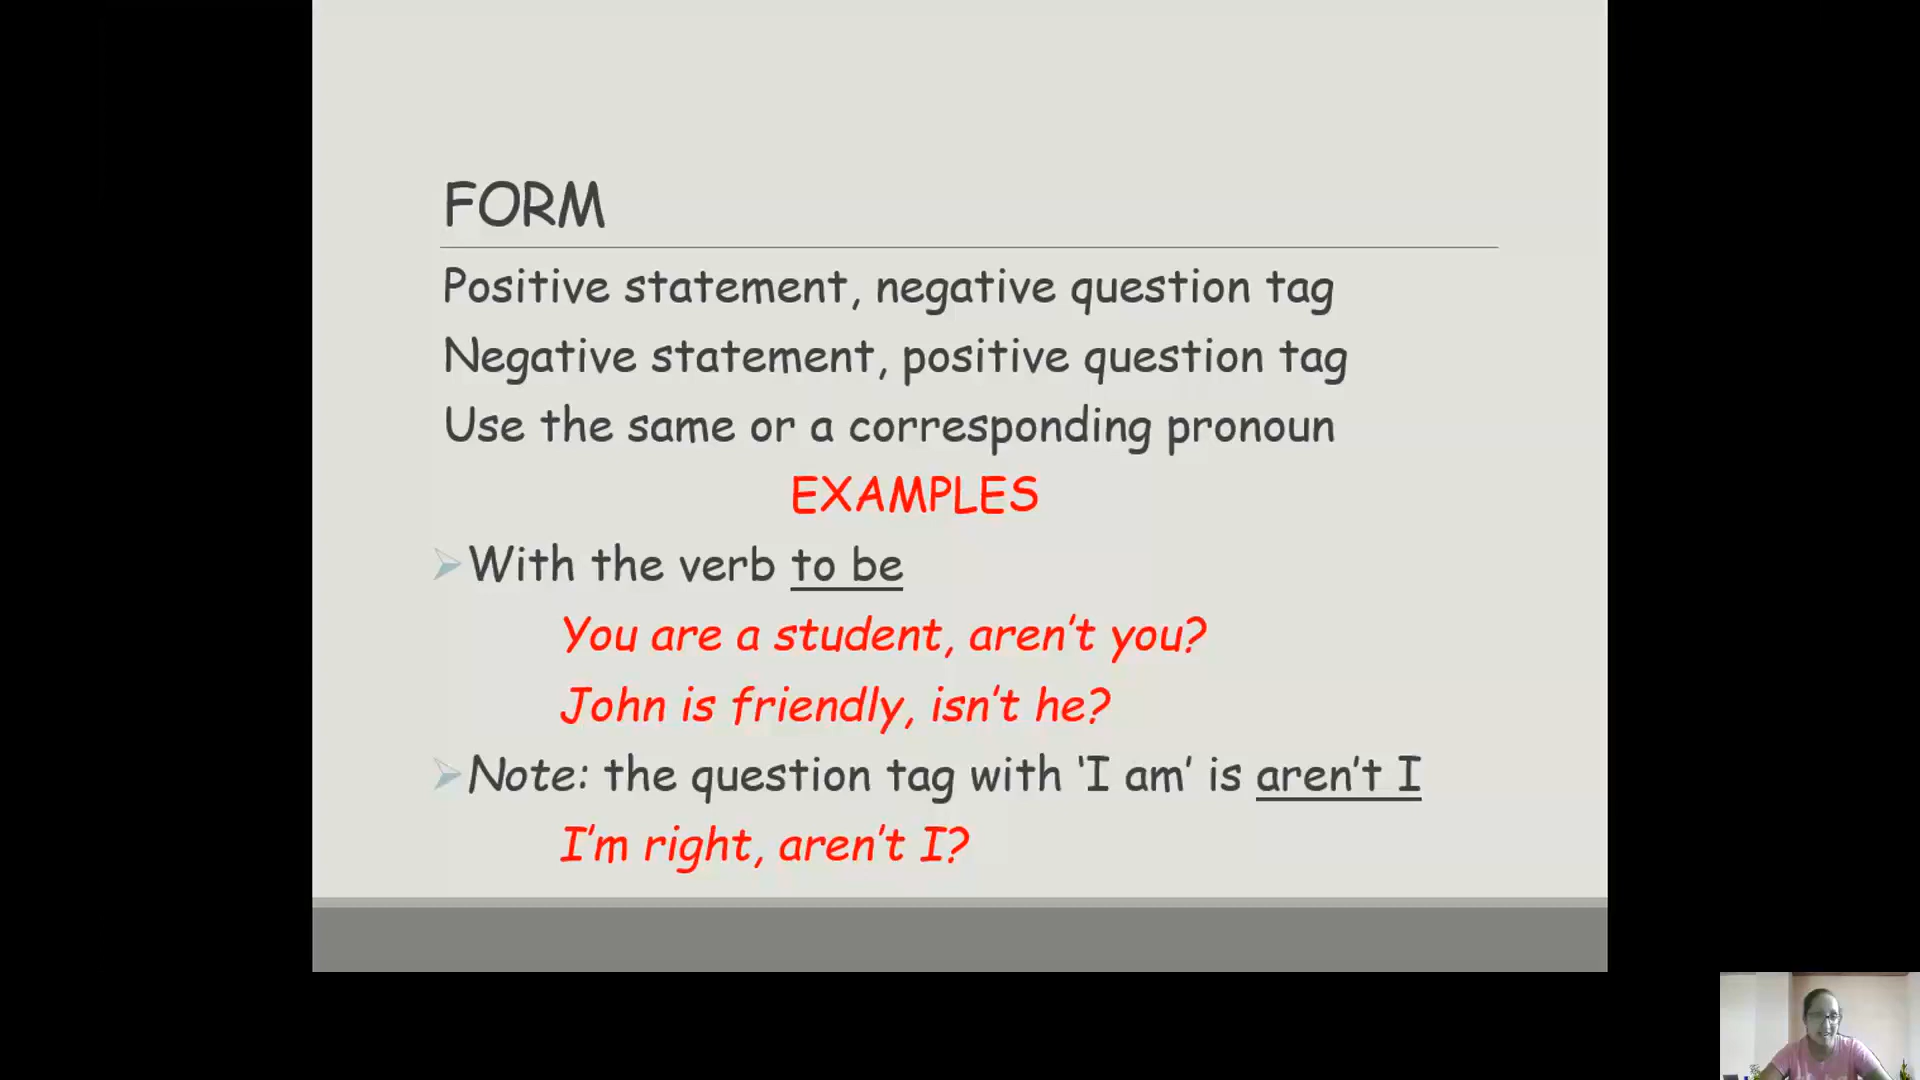 FORM
Positive statement, negative question tag
Negative statement, positive question tag
Use the same or a corresponding pronoun
EXAMPLES
With the verb to be
You are a student, aren't you?
John is friendly, isn't he?
Note: the question tag with ‘I am’ is aren't I
I'm right, aren't I?